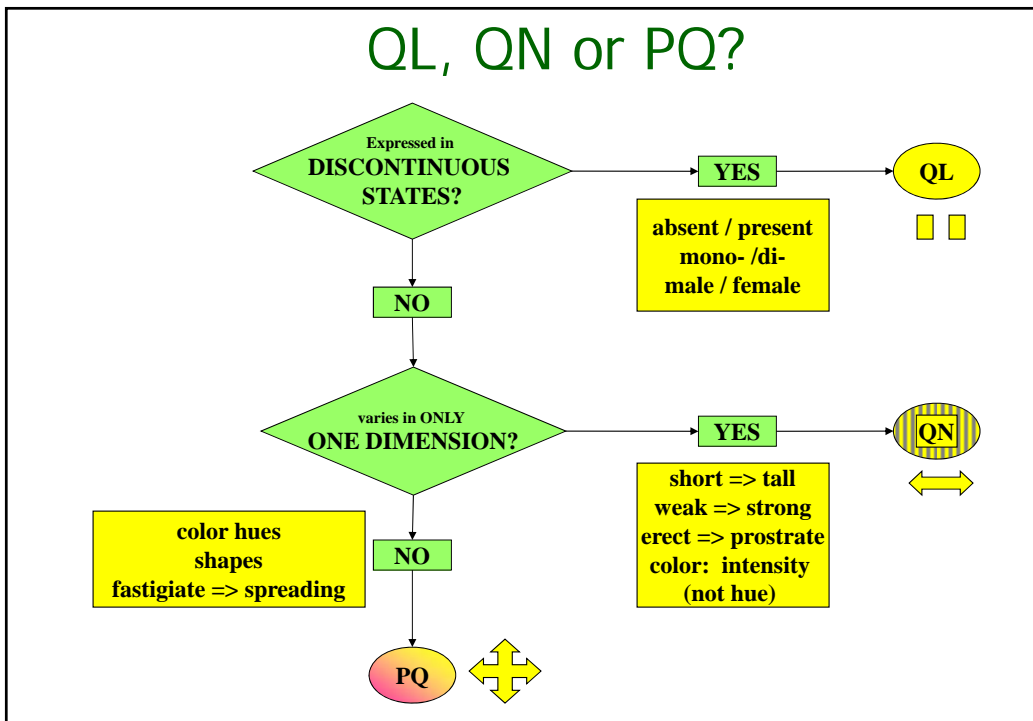 QL, QN or PQ?
Expressed in
DISCONTINUOUS
STATES?
YES
QL
absent / present
mono- /di-
male / female
NO
varies in ONLY
ONE DIMENSION?
YES
QN
short => tall
weak => strong
erect => prostrate
color:  intensity
(not hue)
color hues
shapes
fastigiate => spreading
NO
PQ